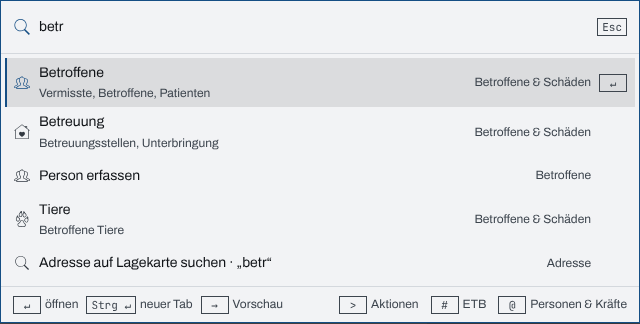 betr Esc
Betroffene
Vermisste, Betroffene, Patienten
Betroffene & Schäden ↵
Betreuung
Betreuungsstellen, Unterbringung
Betroffene & Schäden
Person erfassen Betroffene
Tiere
Betroffene Tiere
Betroffene & Schäden
Adresse auf Lagekarte suchen · „betr“ Adresse
↵ öffnen Strg ↵ neuer Tab → Vorschau > Aktionen # ETB @ Personen & Kräfte